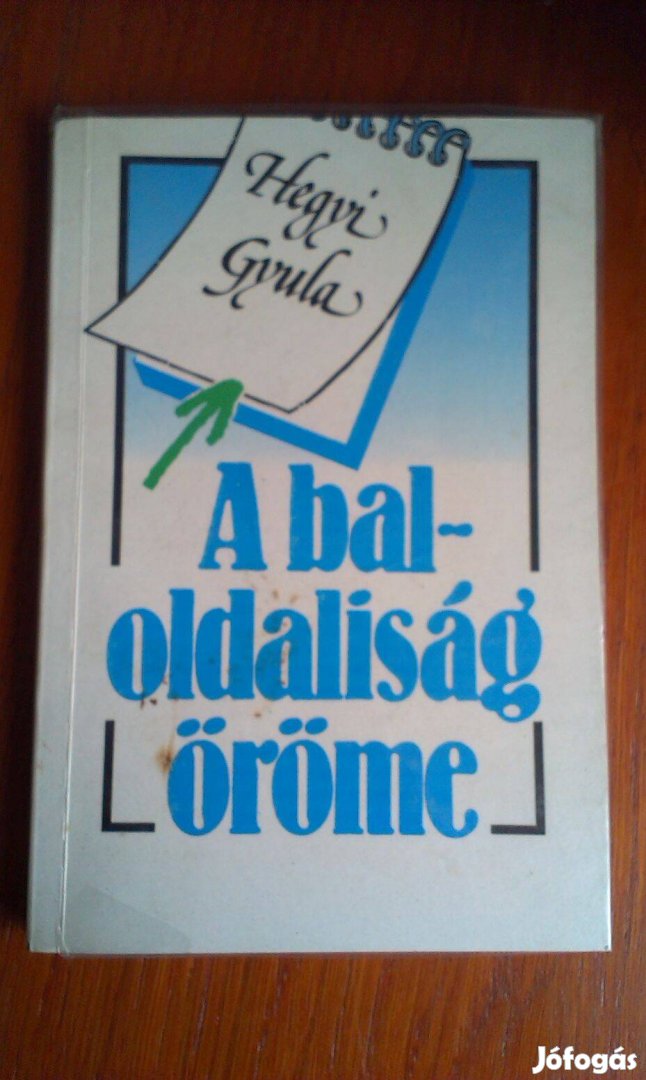 Hegyi
Gyula
A bal-
oldaliság
öröme
Jófogás